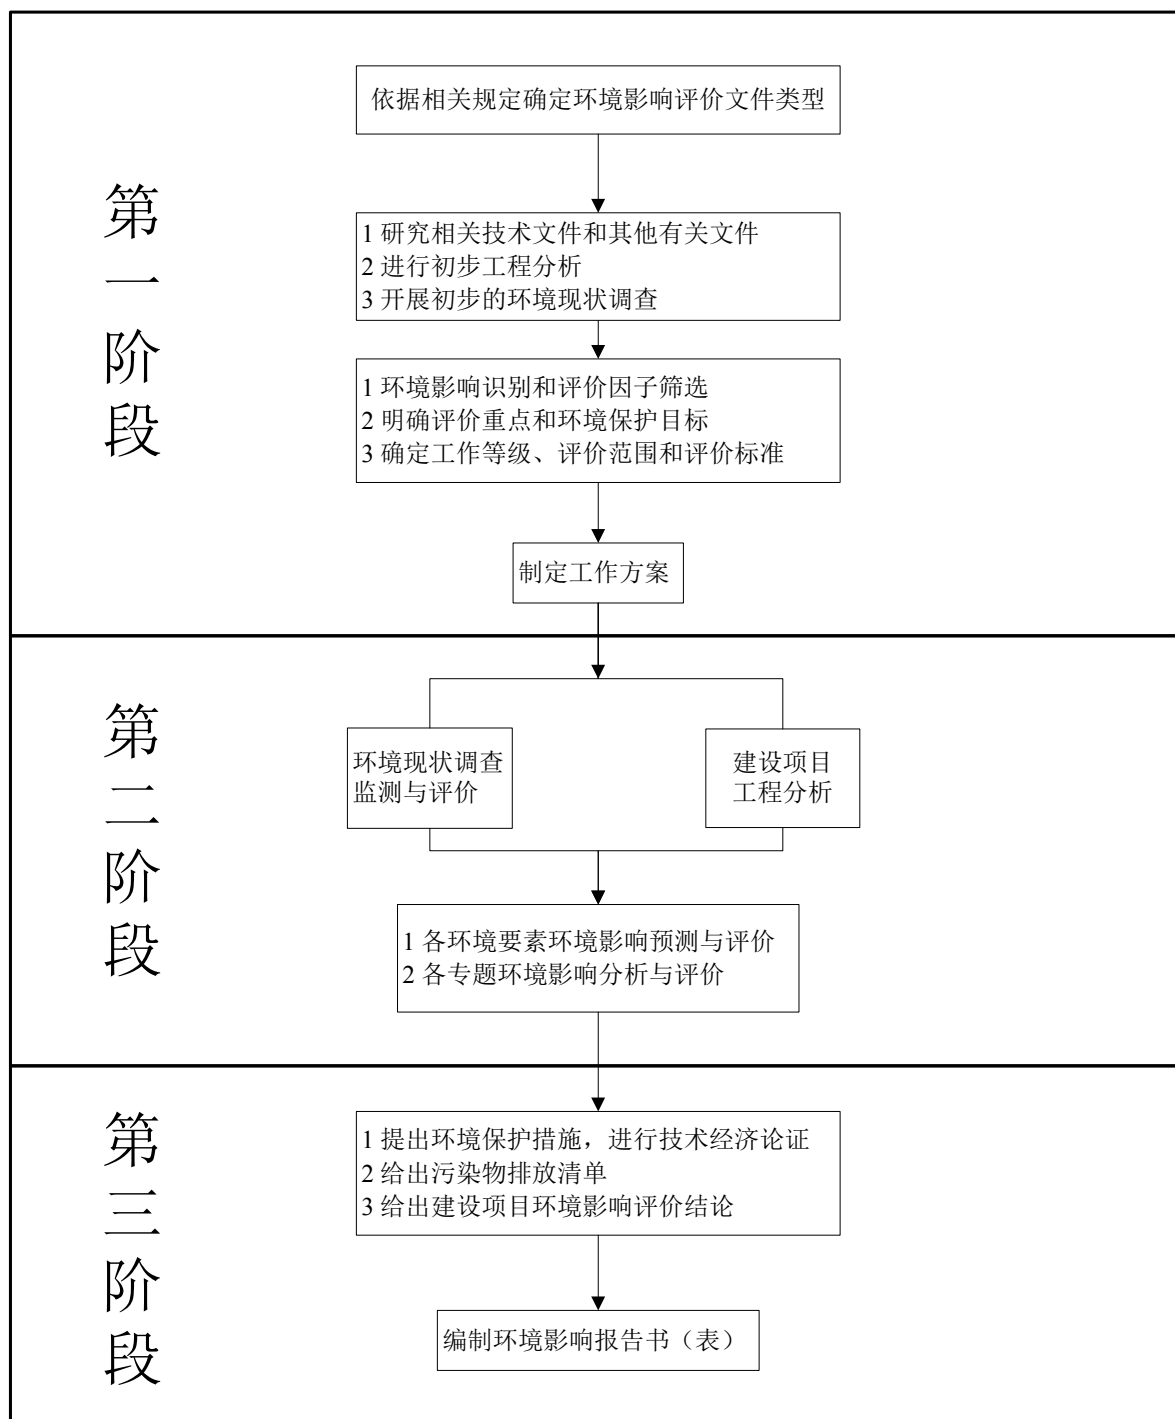 第一阶段
依据相关规定确定环境影响评价文件类型
1 研究相关技术文件和其他有关文件
2 进行初步工程分析
3 开展初步的环境现状调查
1 环境影响识别和评价因子筛选
2 明确评价重点和环境保护目标
3 确定工作等级、评价范围和评价标准
制定工作方案
第二阶段
环境现状调查
监测与评价
建设项目
工程分析
1 各环境要素环境影响预测与评价
2 各专题环境影响分析与评价
第三阶段
1 提出环境保护措施，进行技术经济论证
2 给出污染物排放清单
3 给出建设项目环境影响评价结论
编制环境影响报告书（表）